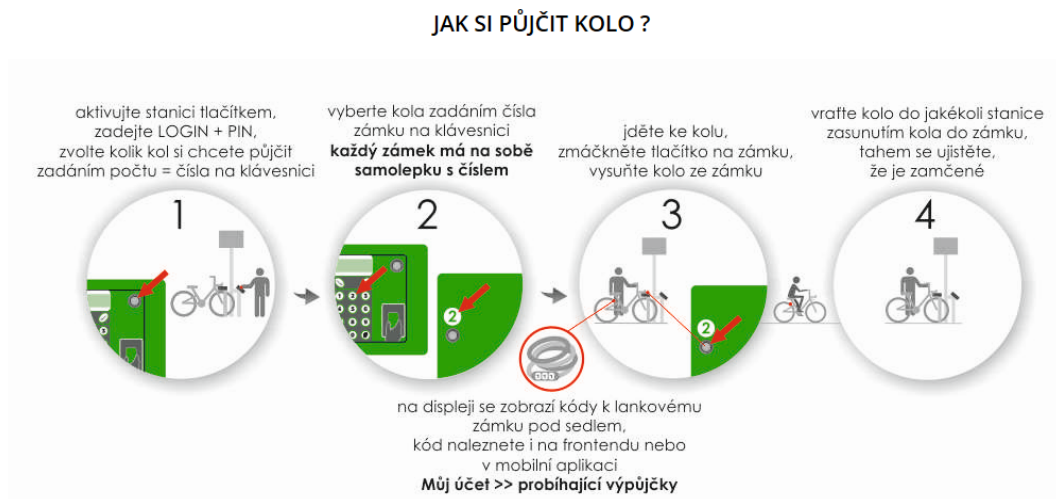 JAK SI PŮJČIT KOLO ?
aktivujte stanici tlačítkem,
zadejte LOGIN + PIN,
zvolte kolik kol si chcete půjčit
zadáním počtu = čísla na klávesnici
1
vyberte kola zadáním čísla
zámku na klávesnici
každý zámek má na sobě
samolepku s číslem
2
2
jděte ke kolu,
zmáčkněte tlačítko na zámku,
vysuňte kolo ze zámku
3
2
vraťte kolo do jakékoli stanice
zasunutím kola do zámku,
tahem se ujistěte,
že je zamčené
4
na displeji se zobrazí kódy k lankovému
zámku pod sedlem,
kód naleznete i na frontendu nebo
v mobilní aplikaci
Můj účet >> probíhající výpůjčky